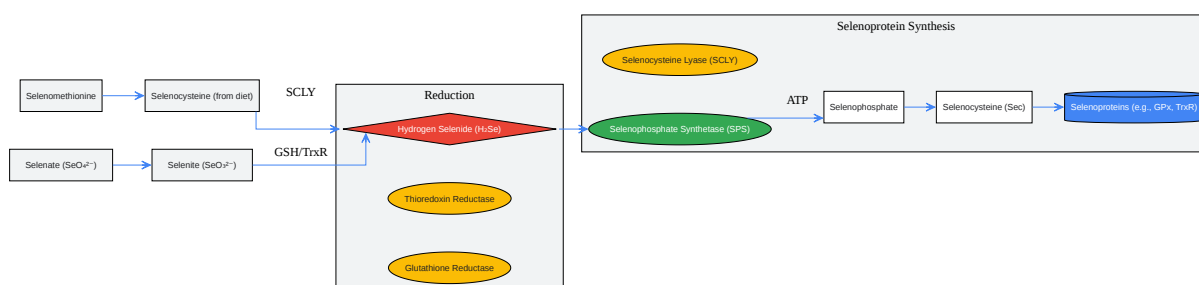 Selenoprotein Synthesis
Selenocysteine Lyase (SCLY)
Selenomethionine
Selenocysteine (from diet)
SCLY
Reduction
ATP
Selenophosphate
Selenocysteine (Sec)
Selenoproteins (e.g., GPx, TrxR)
Hydrogen Selenide (H₂Se)
Selenophosphate Synthetase (SPS)
GSH/TrxR
Selenate (SeO₄²⁻)
Selenite (SeO₃²⁻)
Thioredoxin Reductase
Glutathione Reductase